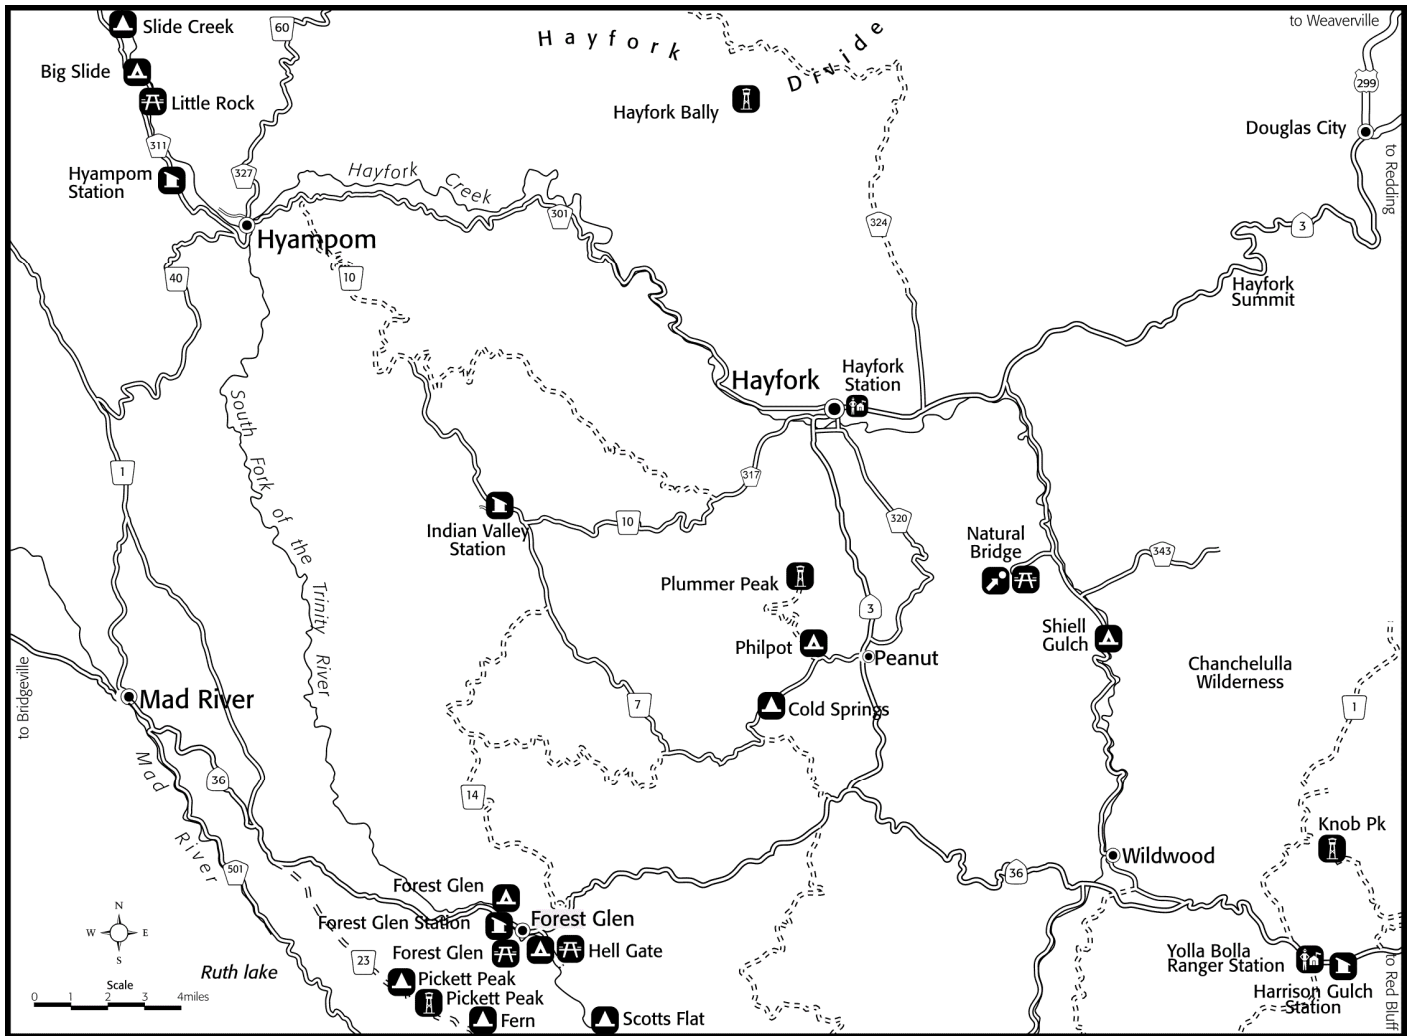 to Weaverville
Slide Creek
60
Hayfork Divide
Big Slide
299
Little Rock
Hayfork Bally
Douglas City
311
to Redding
Hyampom
Station
327
Hayfork Creek
301
324
3
Hyampom
40
10
Hayfork
Summit
Hayfork
Hayfork
Station
South Fork of the Trinity River
1
317
Indian Valley
Station
10
320
Natural
Bridge
343
Plummer Peak
3
Shiell
Gulch
Philpot
Peanut
Chanchelulla
Wilderness
to Bridgeville
Mad River
7
Cold Springs
1
Mad River
36
14
Knob Pk
501
Wildwood
36
Forest Glen
Forest Glen Station
Forest Glen
N
W
E
S
Forest Glen
Hell Gate
Yolla Bolla
Ranger Station
23
Ruth lake
Pickett Peak
Pickett Peak
Harrison Gulch
Station
to Red Bluff
Scale
0 1 2 3 4miles
Fern
Scotts Flat